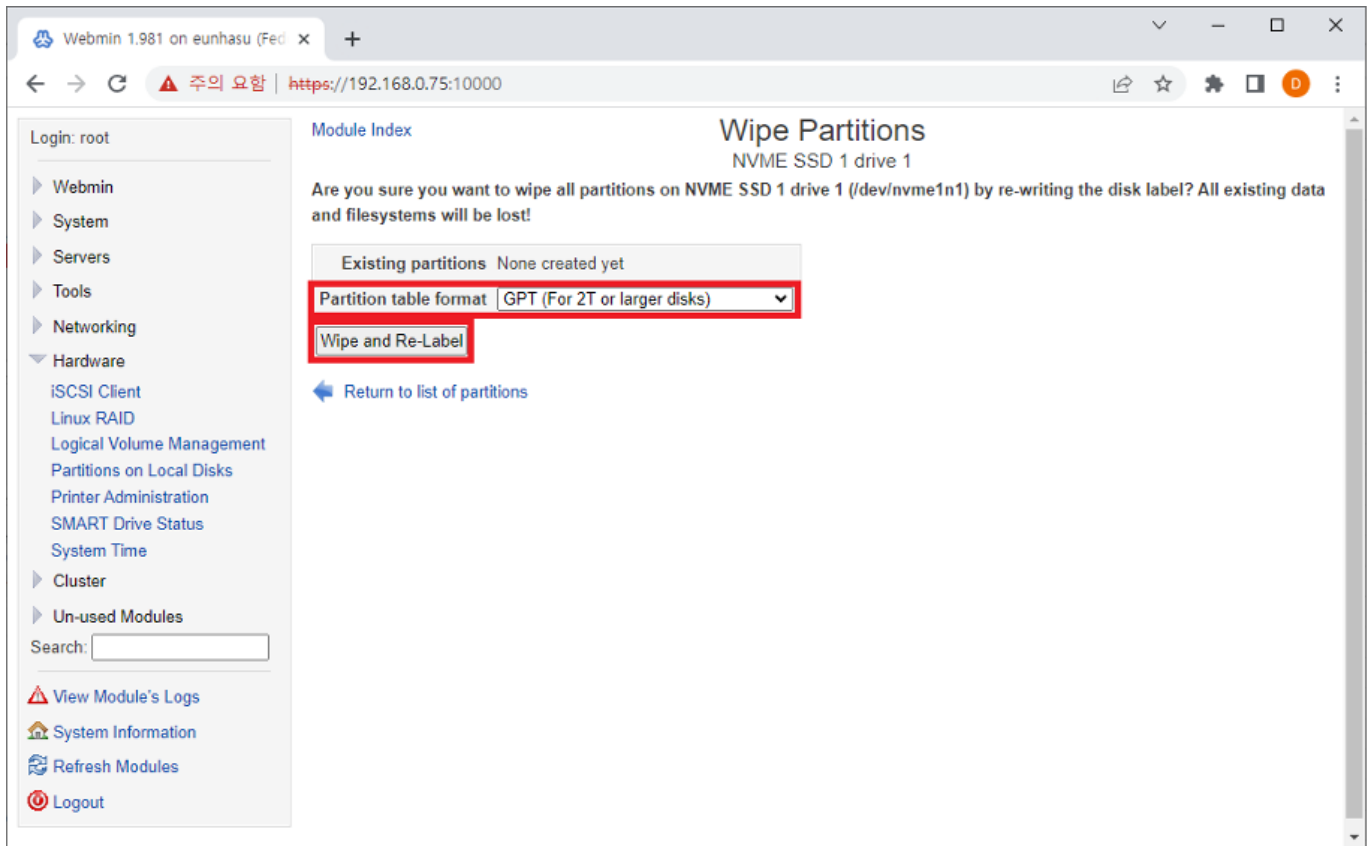 Webmin 1.981 on eunhasu (Fed
주의 요함
https://192.168.0.75:10000
D
Login: root
Webmin
System
Servers
Tools
Networking
Hardware
iSCSI Client
Linux RAID
Logical Volume Management
Partitions on Local Disks
Printer Administration
SMART Drive Status
System Time
Cluster
Un-used Modules
Search:
View Module's Logs
System Information
Refresh Modules
Logout
Module Index
Wipe Partitions
NVME SSD 1 drive 1
Are you sure you want to wipe all partitions on NVME SSD 1 drive 1 (/dev/nvme1n1) by re-writing the disk label? All existing data
and filesystems will be lost!
Existing partitions None created yet
Partition table format GPT (For 2T or larger disks)
Wipe and Re-Label
Return to list of partitions